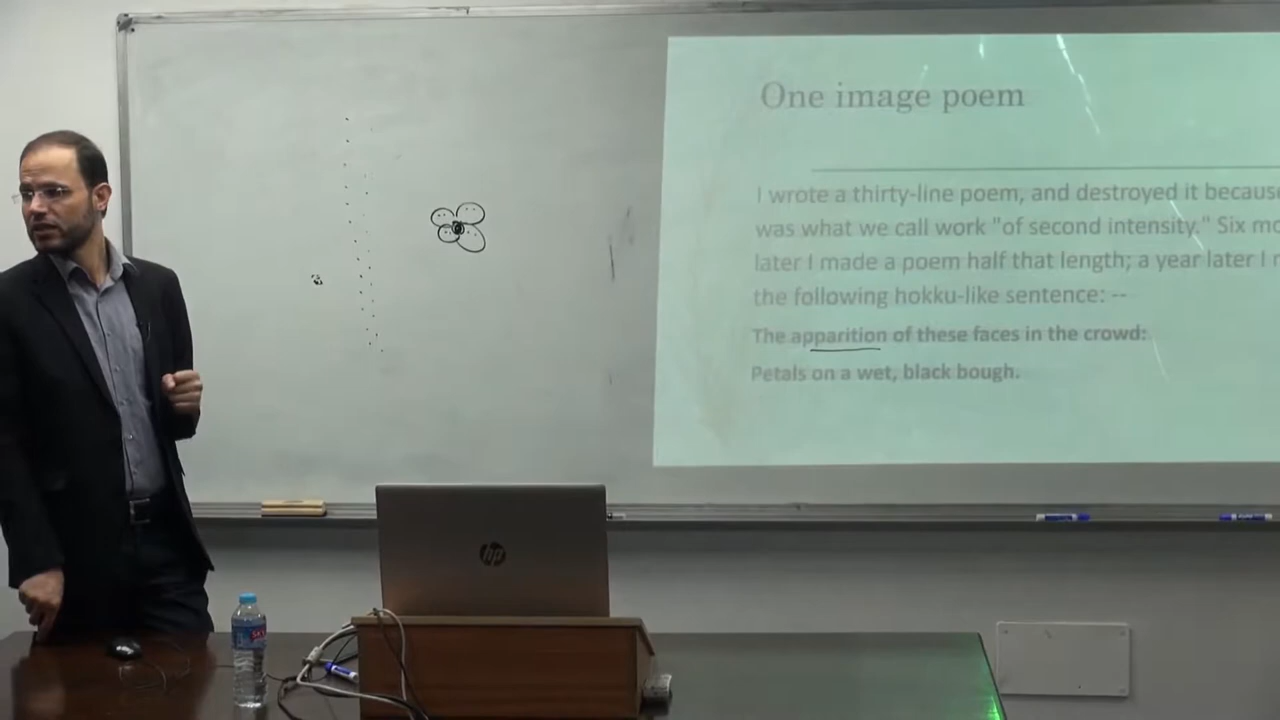 One image poem
I wrote a thirty-line poem, and destroyed it becaus
was what we call work "of second intensity." Six mo
later I made a poem half that length; a year later I
the following hokku-like sentence: --
The apparition of these faces in the crowd:
Petals on a wet, black bough.
hp